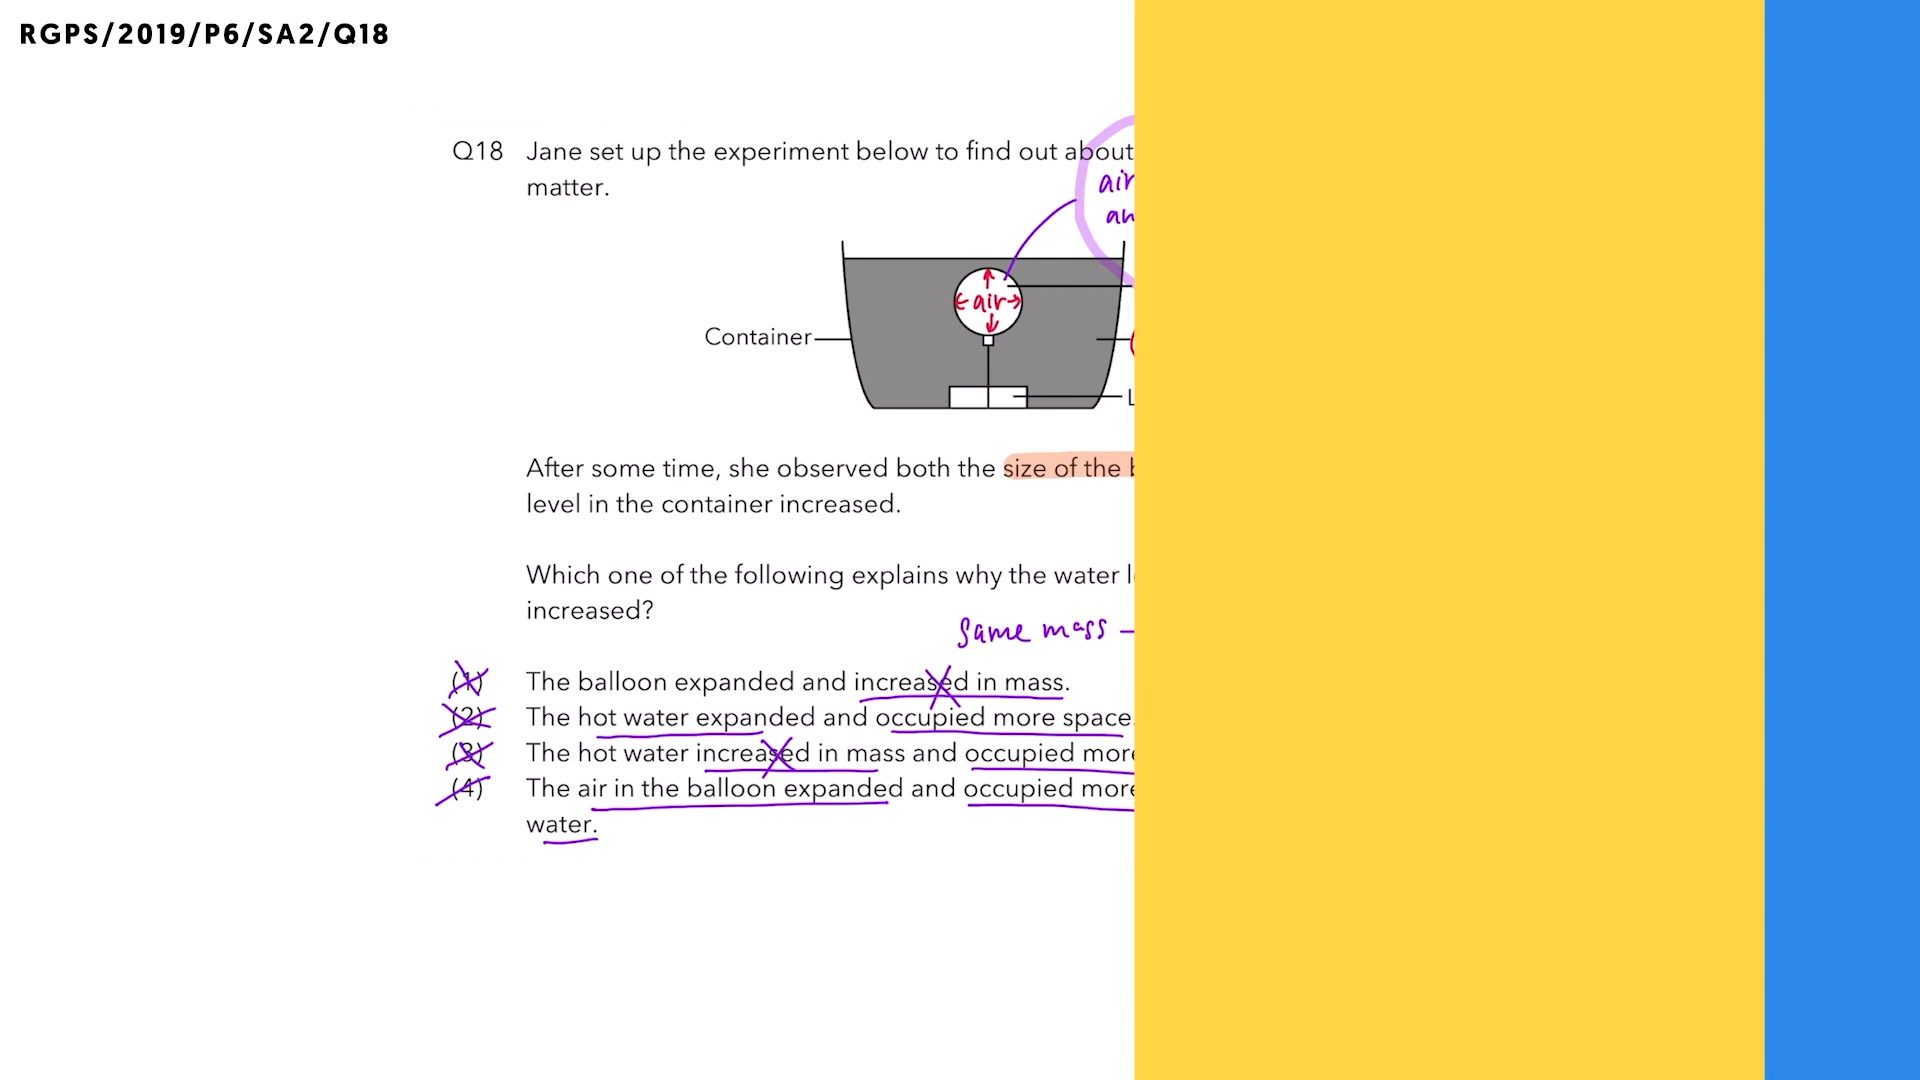 RGPS/2019/P6/SA2/Q18
Q18 Jane set up the experiment below to find out about
matter.
air
an
air
Container
L
After some time, she observed both the size of the
level in the container increased.
Which one of the following explains why the water
increased?
Same mass –
(1) The balloon expanded and increased in mass.
(2) The hot water expanded and occupied more space
(3) The hot water increased in mass and occupied more
(4) The air in the balloon expanded and occupied more
water.